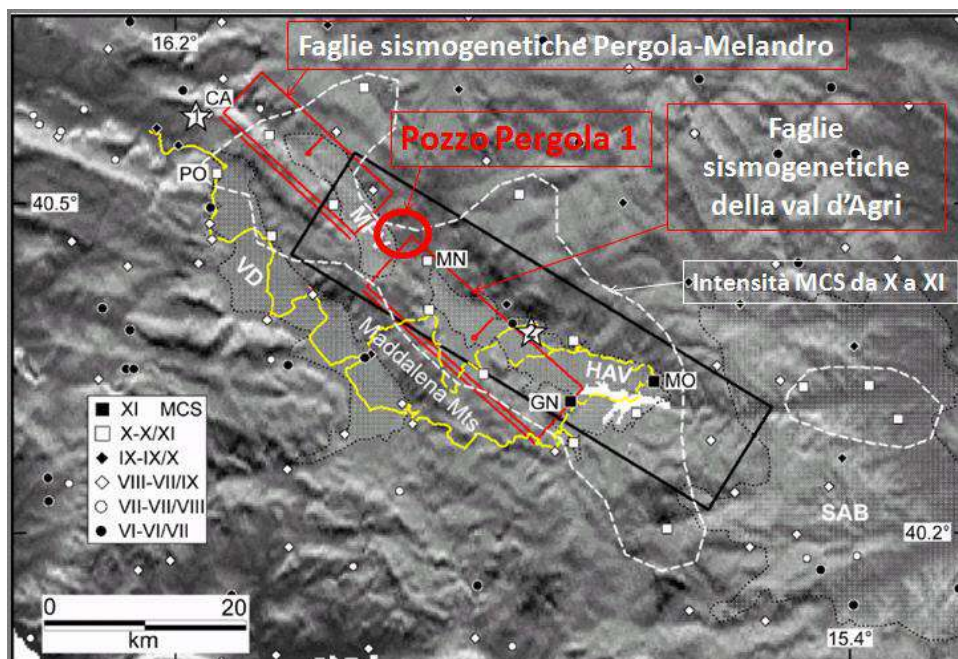 16.2°
Faglie sismogenetiche Pergola-Melandro
CA
1
Pozzo Pergola 1
Faglie
sismogenetiche
della val d'Agri
PO
40.5°
MN
Intensità MCS da X a XI
VD
Maddalena Mts
2
HAV
MO
GN
XI MCS
X-X/XI
IX-IX/X
VIII-VII/IX
VII-VII/VIII
VI-VI/VII
SAB
40.2°
0 20
km
15.4°